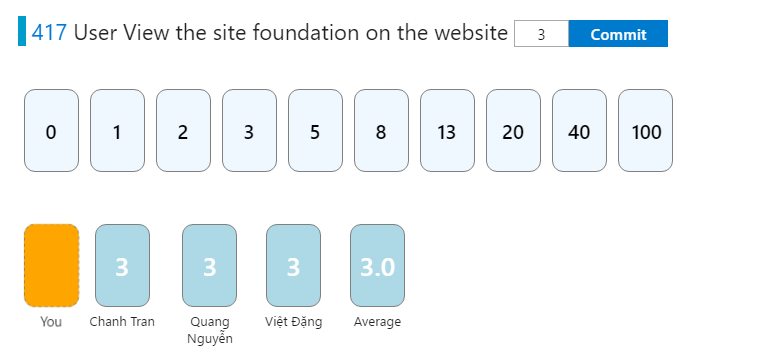 417 User View the site foundation on the website 3 Commit
0 1 2 3 5 8 13 20 40 100
3 3 3 3.0
You Chanh Tran Quang Việt Đặng Average
Nguyễn